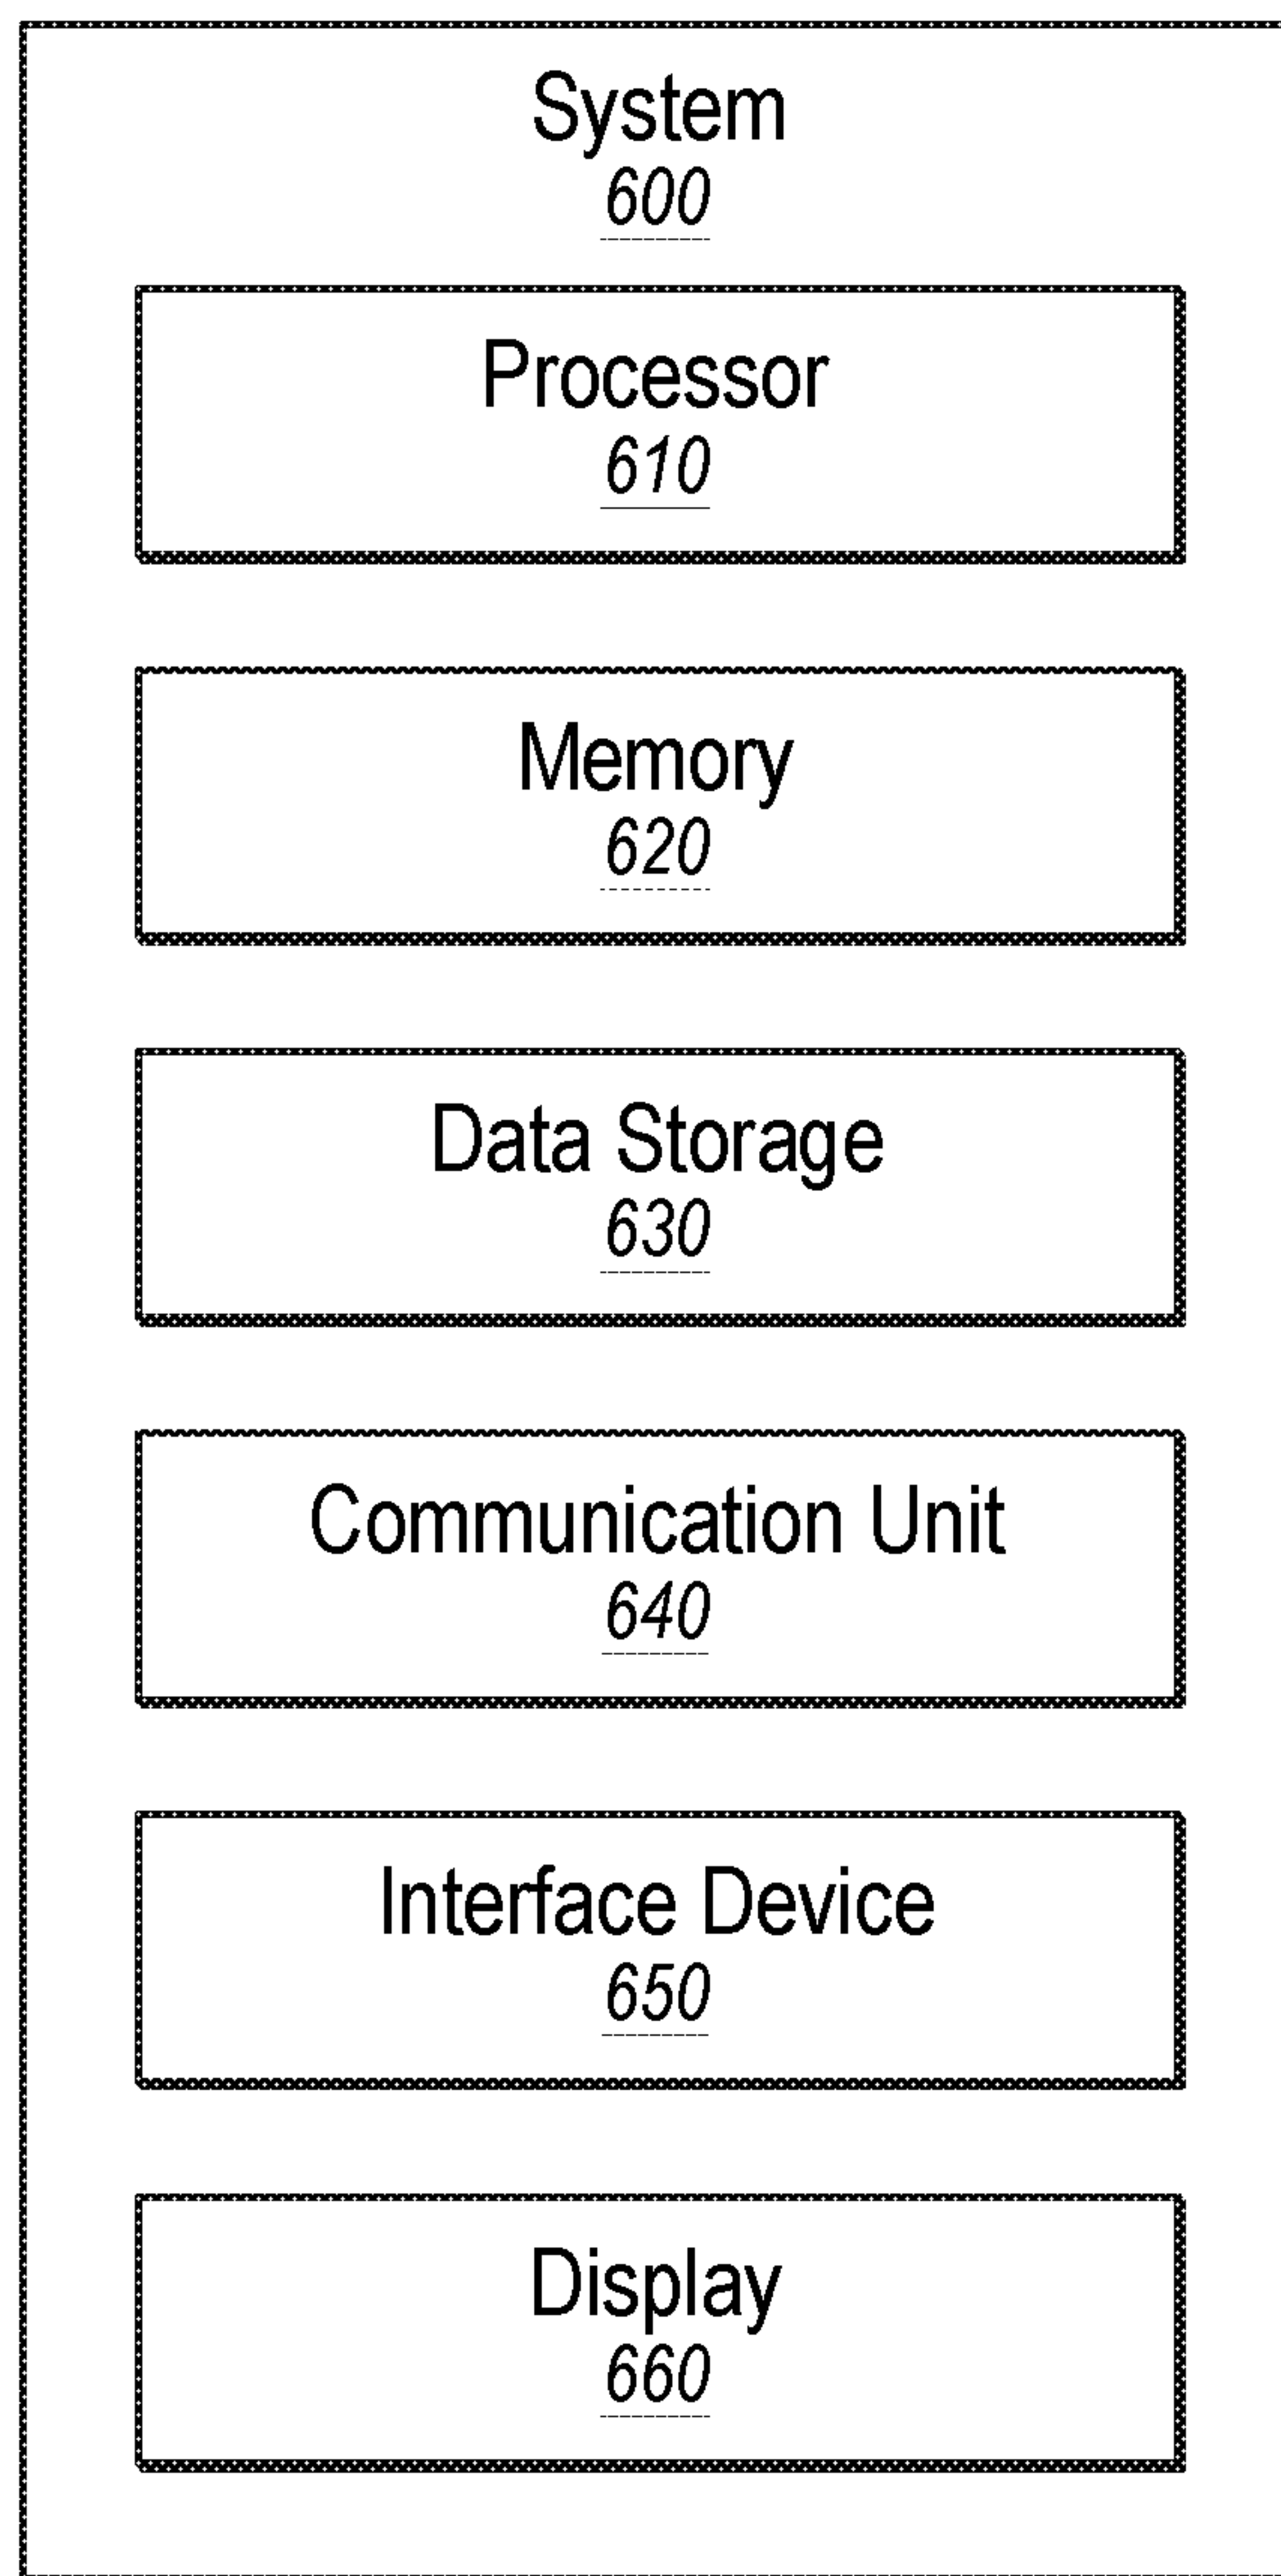 System
600
Processor
610
Memory
620
Data Storage
630
Communication Unit
640
Interface Device
650
Display
660